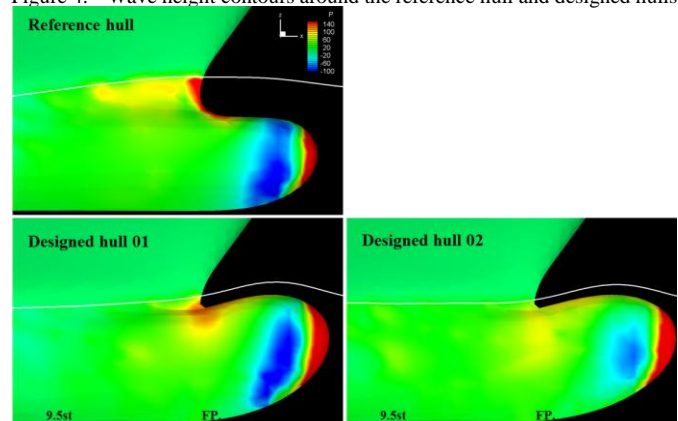 Figure 4. Wave height contours around the reference hull and designed hulls
Reference hull
z
x
P
140
100
60
20
-20
-60
-100
Designed hull 01
9.5st
FP.
Designed hull 02
9.5st
FP.